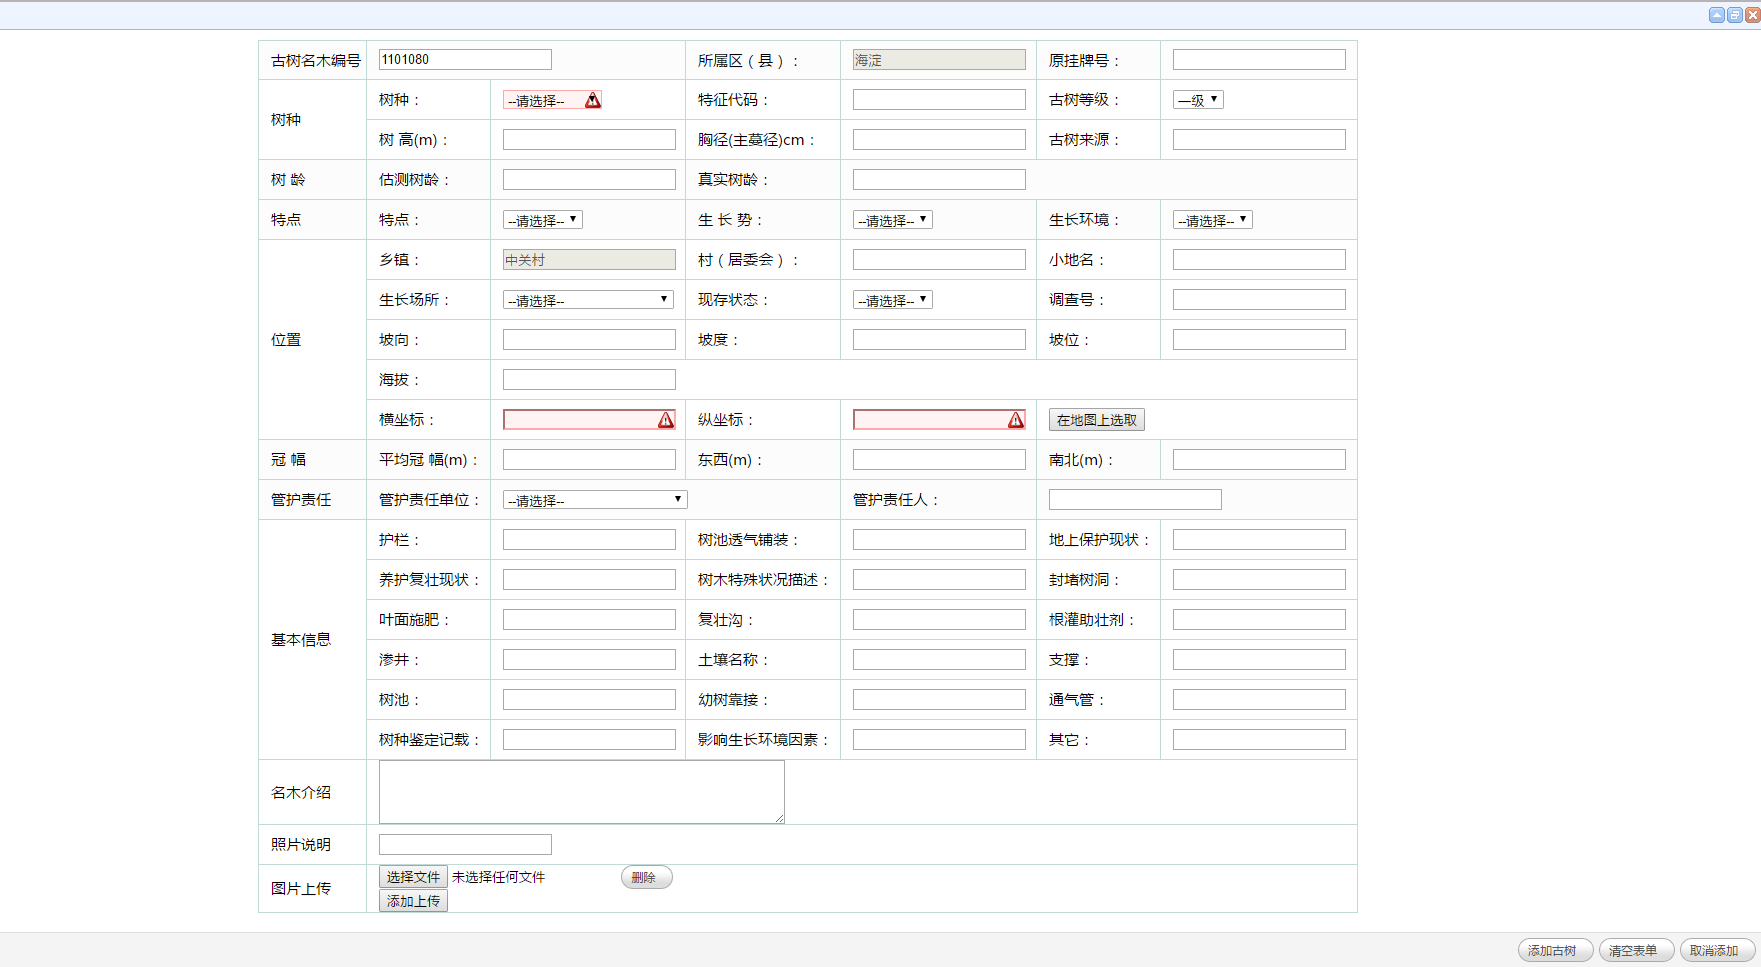 古树名木编号 1101080 所属区（县）： 海淀 原挂牌号：
树种 树种： --请选择-- 特征代码： 古树等级： 一级
树 高(m)： 胸径(主蔓径)cm： 古树来源：
树 龄 估测树龄： 真实树龄：
特点 特点： --请选择-- 生 长 势： --请选择-- 生长环境： --请选择--
位置 乡镇： 中关村 村（居委会）： 小地名：
生长场所： --请选择-- 现存状态： --请选择-- 调查号：
坡向： 坡度： 坡位：
海拔：
横坐标： 纵坐标： 在地图上选取
冠 幅 平均冠 幅(m)： 东西(m)： 南北(m)：
管护责任 管护责任单位： --请选择-- 管护责任人：
基本信息 护栏： 树池透气铺装： 地上保护现状：
养护复壮现状： 树木特殊状况描述： 封堵树洞：
叶面施肥： 复壮沟： 根灌助壮剂：
渗井： 土壤名称： 支撑：
树池： 幼树靠接： 通气管：
树种鉴定记载： 影响生长环境因素： 其它：
名木介绍
照片说明
图片上传 选择文件 未选择任何文件 删除
添加上传
添加古树 清空表单 取消添加